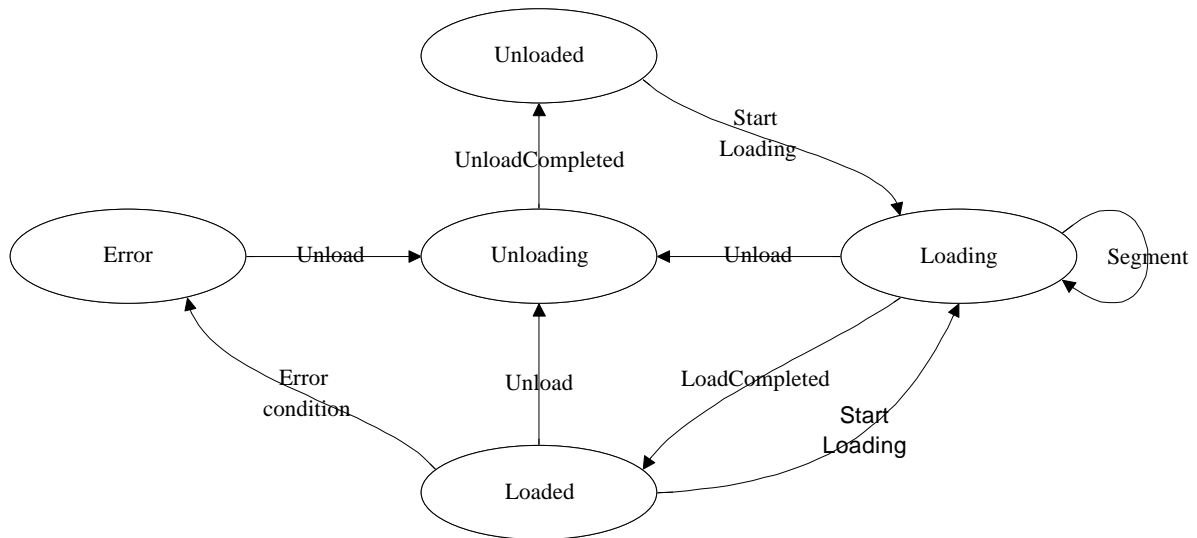 Unloaded
Start
Loading
UnloadCompleted
Error
Unload
Unloading
Unload
Loading
Segment
Error
condition
Unload
LoadCompleted
Start
Loading
Loaded